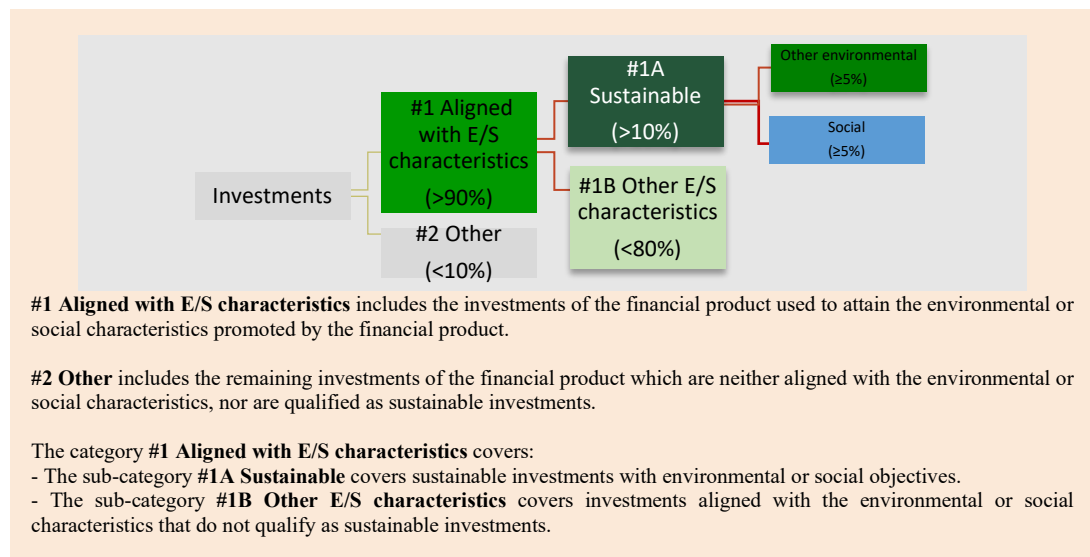 Investments
#1 Aligned
with E/S
characteristics
(>90%)
#2 Other
(<10%)
#1A
Sustainable
(>10%)
#1B Other E/S
characteristics
(<80%)
Other environmental
(≥5%)
Social
(≥5%)
#1 Aligned with E/S characteristics includes the investments of the financial product used to attain the environmental or
social characteristics promoted by the financial product.
#2 Other includes the remaining investments of the financial product which are neither aligned with the environmental or
social characteristics, nor are qualified as sustainable investments.
The category #1 Aligned with E/S characteristics covers:
- The sub-category #1A Sustainable covers sustainable investments with environmental or social objectives.
- The sub-category #1B Other E/S characteristics covers investments aligned with the environmental or social
characteristics that do not qualify as sustainable investments.